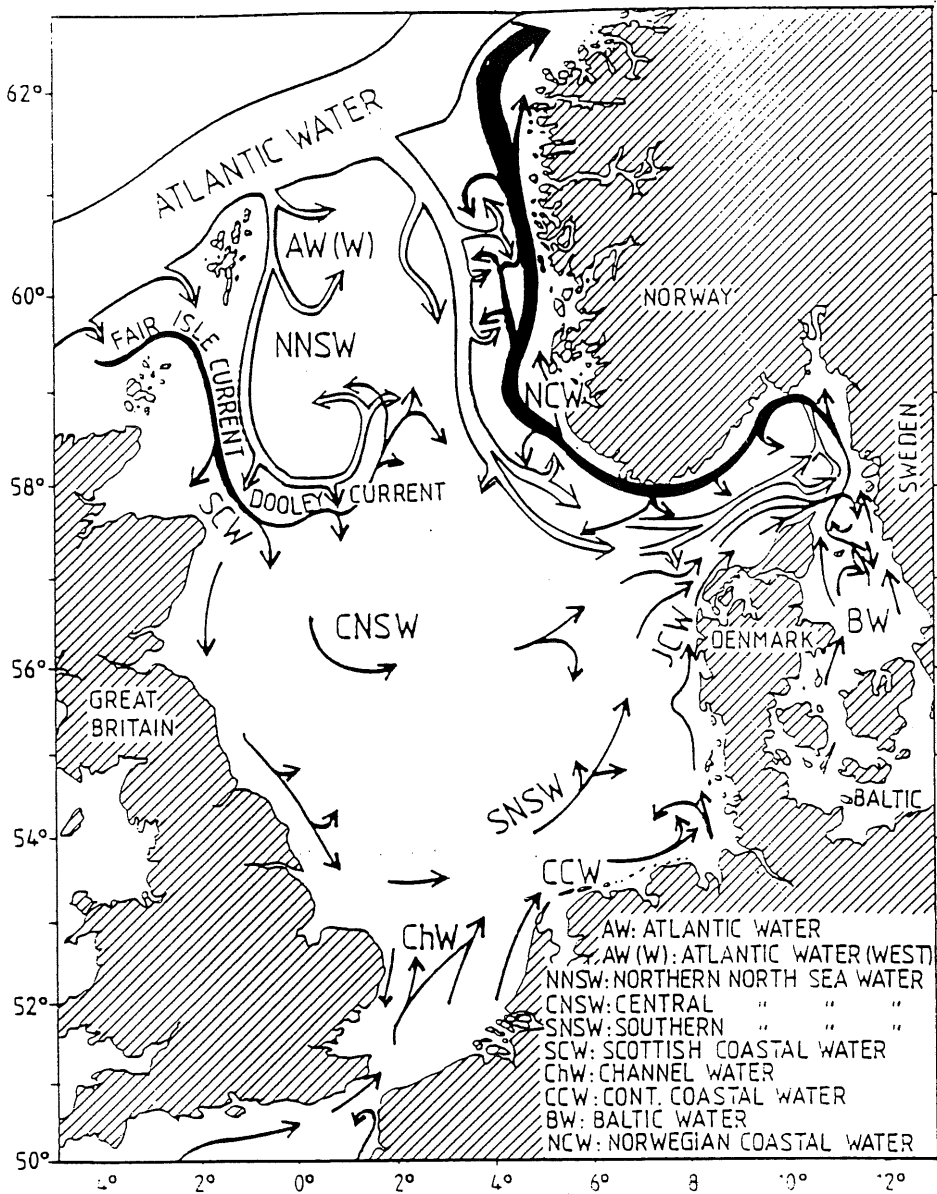 62°
60°
58°
56°
54°
52°
50°
ATLANTIC WATER
AW (W)
FAIR ISLE CURRENT
NNSW
NCW
NORWAY
SWEDEN
SCW
DOOLEY CURRENT
CNSW
JCW
DENMARK
BW
GREAT
BRITAIN
SNSW
BALTIC
CCW
ChW
AW: ATLANTIC WATER
AW (W): ATLANTIC WATER (WEST)
NNSW: NORTHERN NORTH SEA WATER
CNSW: CENTRAL " " "
SNSW: SOUTHERN " " "
SCW: SCOTTISH COASTAL WATER
ChW: CHANNEL WATER
CCW: CONT. COASTAL WATER
BW: BALTIC WATER
NCW: NORWEGIAN COASTAL WATER
4° 2° 0° 2° 4° 6° 8 10° 12°